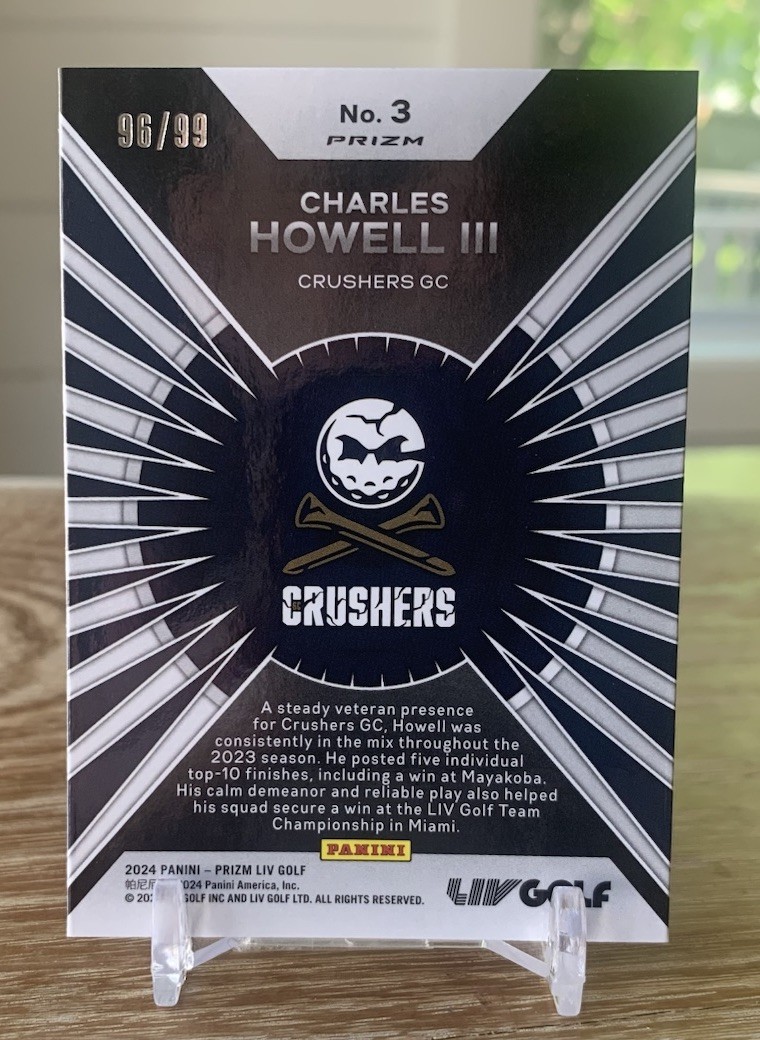 96/99
No. 3
PRIZM
CHARLES
HOWELL III
CRUSHERS GC
CRUSHERS
A steady veteran presence
for Crushers GC, Howell was
consistently in the mix throughout the
2023 season. He posted five individual
top-10 finishes, including a win at Mayakoba.
His calm demeanor and reliable play also helped
his squad secure a win at the LIV Golf Team
Championship in Miami.
PANINI
2024 PANINI – PRIZM LIV GOLF
帕尼尼 2024 Panini America, Inc.
© GOLF INC AND LIV GOLF LTD. ALL RIGHTS RESERVED.
LIV GOLF